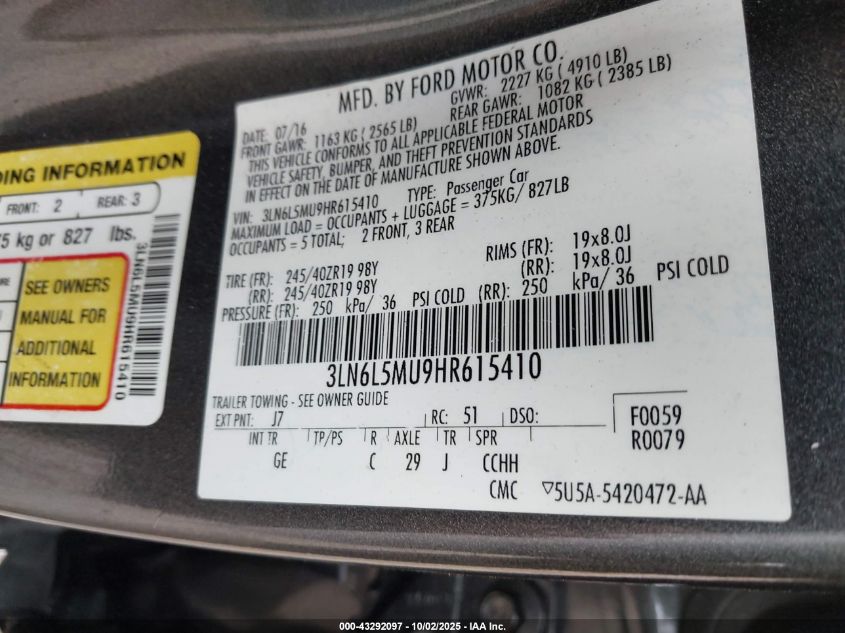 DING INFORMATION
FRONT: 2 REAR: 3
5 kg or 827 lbs.
SEE OWNERS
MANUAL FOR
ADDITIONAL
INFORMATION
3LN6L5MU9HR615410
MFD. BY FORD MOTOR CO.
DATE: 07/16 GVWR: 2227 KG ( 4910 LB)
FRONT GAWR: 1163 KG ( 2565 LB) REAR GAWR: 1082 KG ( 2385 LB)
THIS VEHICLE CONFORMS TO ALL APPLICABLE FEDERAL MOTOR
VEHICLE SAFETY, BUMPER, AND THEFT PREVENTION STANDARDS
IN EFFECT ON THE DATE OF MANUFACTURE SHOWN ABOVE.
VIN: 3LN6L5MU9HR615410 TYPE: Passenger Car
MAXIMUM LOAD = OCCUPANTS + LUGGAGE = 375KG/ 827LB
OCCUPANTS = 5 TOTAL; 2 FRONT, 3 REAR
TIRE (FR): 245/40ZR19 98Y RIMS (FR): 19x8.0J
(RR): 245/40ZR19 98Y (RR): 19x8.0J
PRESSURE (FR): 250 kPa/ 36 PSI COLD (RR): 250 kPa/ 36 PSI COLD
3LN6L5MU9HR615410
TRAILER TOWING - SEE OWNER GUIDE
EXT PNT: J7 RC: 51 DSO: F0059
INT TR TP/PS R AXLE TR SPR R0079
GE C 29 J CCHH
CMC ▽5U5A-5420472-AA
000-43292097 - 10/02/2025 - IAA Inc.